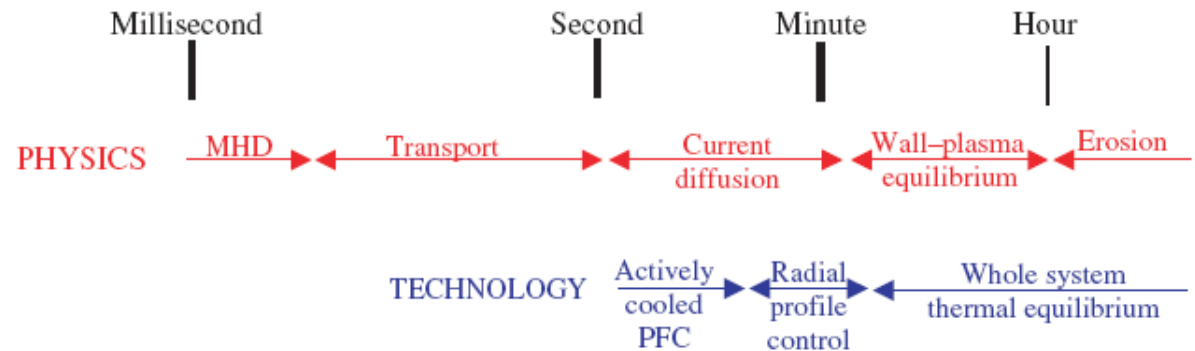 Millisecond Second Minute Hour
PHYSICS MHD Transport Current diffusion Wall–plasma equilibrium Erosion
TECHNOLOGY Actively cooled PFC Radial profile control Whole system thermal equilibrium